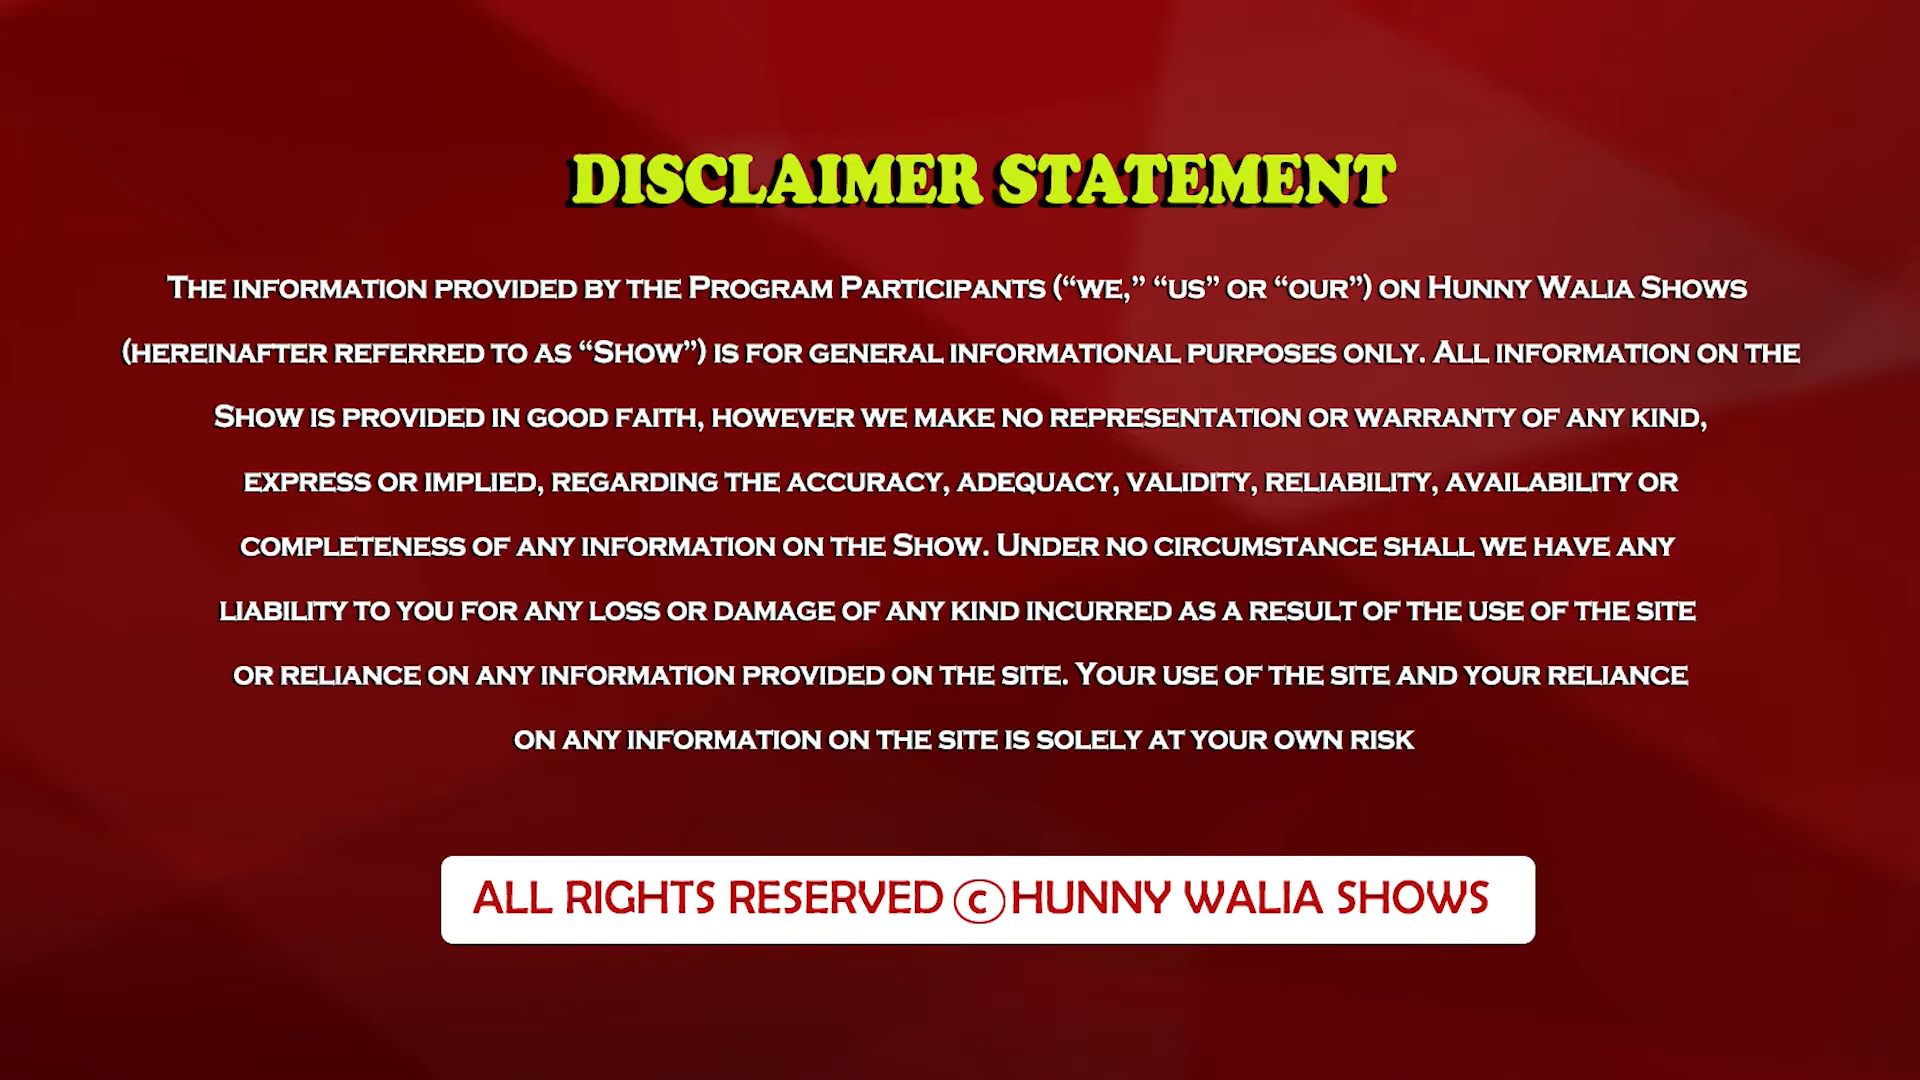 DISCLAIMER STATEMENT
The information provided by the Program Participants (“we,” “us” or “our”) on Hunny Walia Shows
(hereinafter referred to as “Show”) is for general informational purposes only. All information on the
Show is provided in good faith, however we make no representation or warranty of any kind,
express or implied, regarding the accuracy, adequacy, validity, reliability, availability or
completeness of any information on the Show. Under no circumstance shall we have any
liability to you for any loss or damage of any kind incurred as a result of the use of the site
or reliance on any information provided on the site. Your use of the site and your reliance
on any information on the site is solely at your own risk
ALL RIGHTS RESERVED © HUNNY WALIA SHOWS